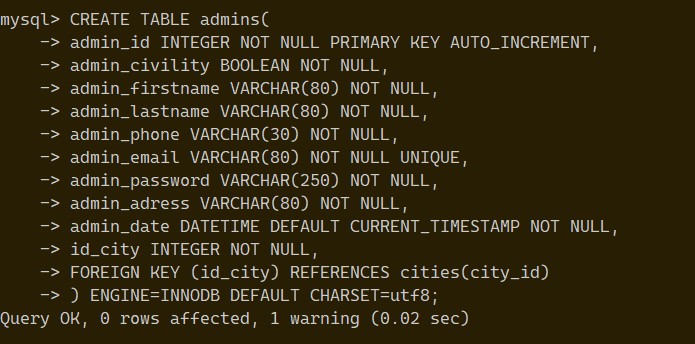 mysql> CREATE TABLE admins(
-> admin_id INTEGER NOT NULL PRIMARY KEY AUTO_INCREMENT,
-> admin_civility BOOLEAN NOT NULL,
-> admin_firstname VARCHAR(80) NOT NULL,
-> admin_lastname VARCHAR(80) NOT NULL,
-> admin_phone VARCHAR(30) NOT NULL,
-> admin_email VARCHAR(80) NOT NULL UNIQUE,
-> admin_password VARCHAR(250) NOT NULL,
-> admin_adress VARCHAR(80) NOT NULL,
-> admin_date DATETIME DEFAULT CURRENT_TIMESTAMP NOT NULL,
-> id_city INTEGER NOT NULL,
-> FOREIGN KEY (id_city) REFERENCES cities(city_id)
-> ) ENGINE=INNODB DEFAULT CHARSET=utf8;
Query OK, 0 rows affected, 1 warning (0.02 sec)